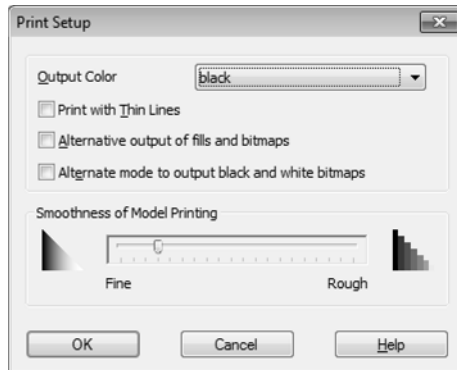 Print Setup
Output Color black
Print with Thin Lines
Alternative output of fills and bitmaps
Alternate mode to output black and white bitmaps
Smoothness of Model Printing
Fine Rough
OK Cancel Help